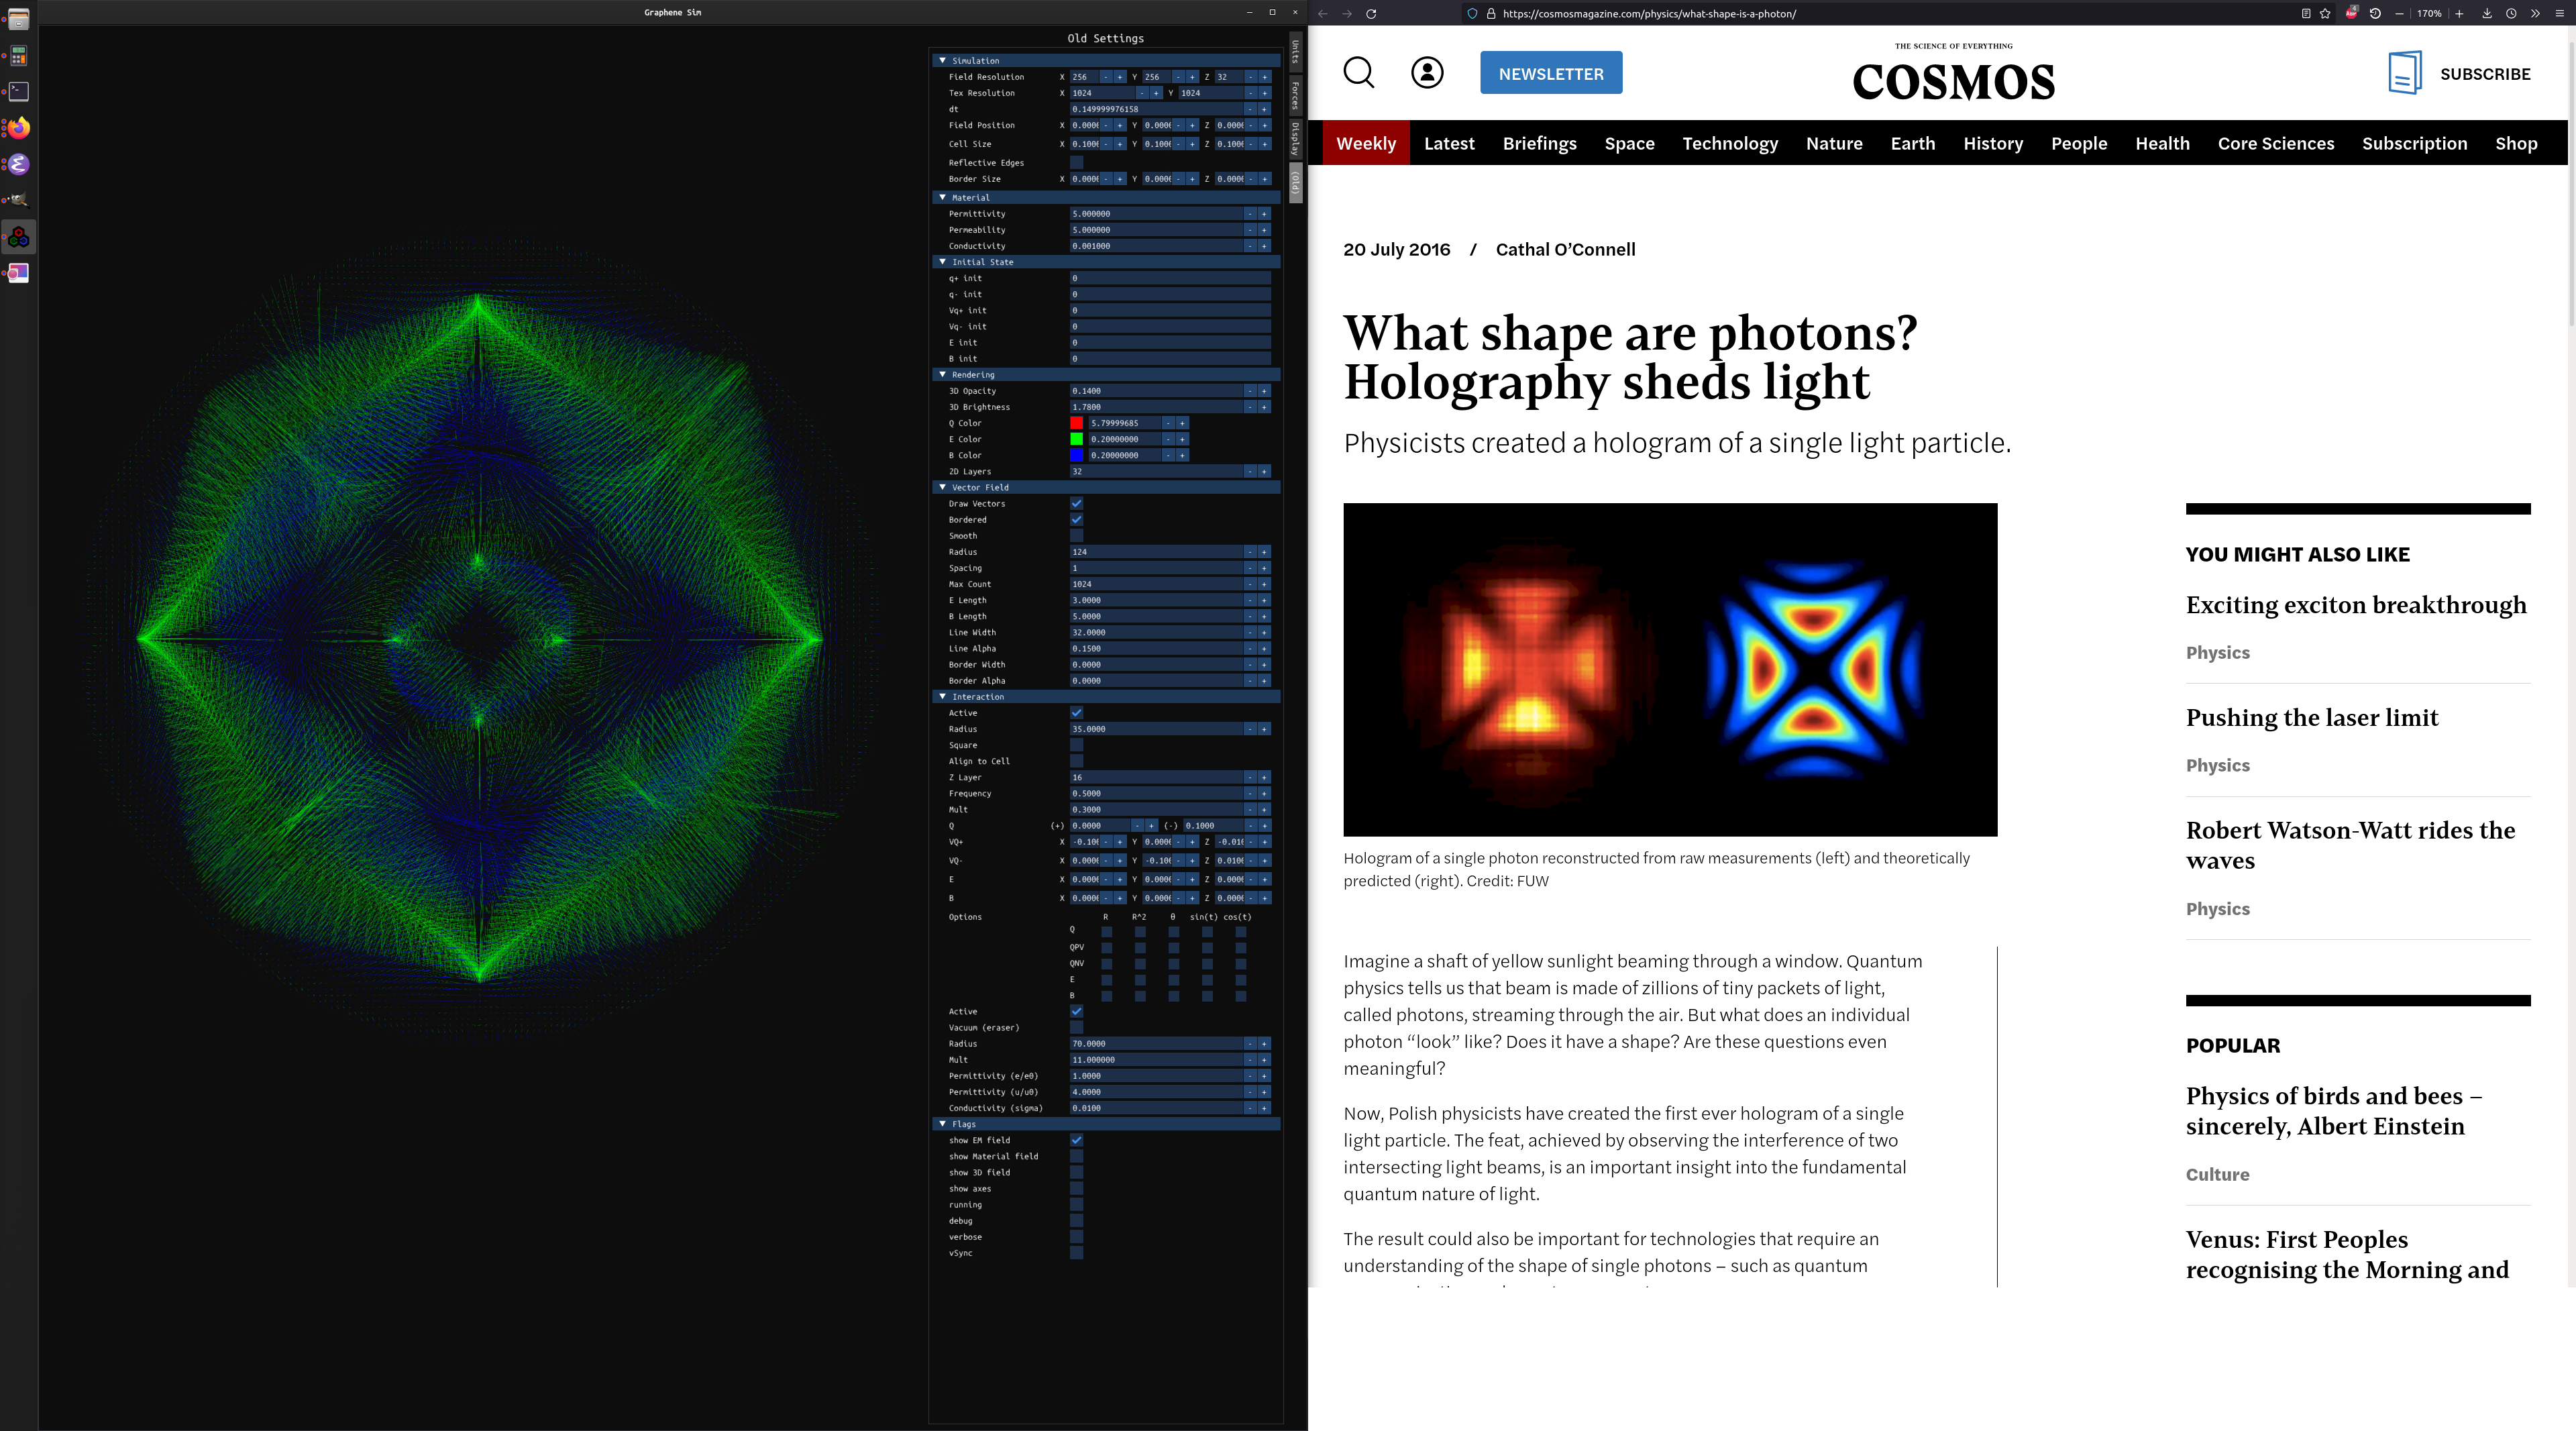 Graphene Sim
Old Settings
Units
Forces
Display
(Old)
Simulation
Field Resolution X 256 - + Y 256 - + Z 32 - +
Tex Resolution X 1024 - + Y 1024 - +
dt 0.149999976158 - +
Field Position X 0.000 - + Y 0.000 - + Z 0.000 - +
Cell Size X 0.100 - + Y 0.100 - + Z 0.100 - +
Reflective Edges
Border Size X 0.000 - + Y 0.000 - + Z 0.000 - +
Material
Permittivity 5.000000 - +
Permeability 5.000000 - +
Conductivity 0.001000 - +
Initial State
q+ init 0
q- init 0
Vq+ init 0
Vq- init 0
E init 0
B init 0
Rendering
3D Opacity 0.1400 - +
3D Brightness 1.7800 - +
Q Color 5.79999685 - +
E Color 0.20000000 - +
B Color 0.20000000 - +
2D Layers 32 - +
Vector Field
Draw Vectors
Bordered
Smooth
Radius 124 - +
Spacing 1 - +
Max Count 1024 - +
E Length 3.0000 - +
B Length 5.0000 - +
Line Width 32.0000 - +
Line Alpha 0.1500 - +
Border Width 0.0000 - +
Border Alpha 0.0000 - +
Interaction
Active
Radius 35.0000 - +
Square
Align to Cell
Z Layer 16 - +
Frequency 0.5000 - +
Mult 0.3000 - +
Q (+) 0.0000 - + (-) 0.1000 - +
VQ+ X -0.10 - + Y 0.000 - + Z -0.01 - +
VQ- X 0.000 - + Y -0.10 - + Z 0.010 - +
E X 0.000 - + Y 0.000 - + Z 0.000 - +
B X 0.000 - + Y 0.000 - + Z 0.000 - +
Options R R^2 θ sin(t) cos(t)
Q
QPV
QNV
E
B
Active
Vacuum (eraser)
Radius 70.0000 - +
Mult 11.000000 - +
Permittivity (e/e0) 1.0000 - +
Permittivity (u/u0) 4.0000 - +
Conductivity (sigma) 0.0100 - +
Flags
show EM field
show Material field
show 3D field
show axes
running
debug
verbose
vSync
https://cosmosmagazine.com/physics/what-shape-is-a-photon/
170%
NEWSLETTER
THE SCIENCE OF EVERYTHING
COSMOS
SUBSCRIBE
Weekly Latest Briefings Space Technology Nature Earth History People Health Core Sciences Subscription Shop
20 July 2016 / Cathal O’Connell
What shape are photons?
Holography sheds light
Physicists created a hologram of a single light particle.
Hologram of a single photon reconstructed from raw measurements (left) and theoretically
predicted (right). Credit: FUW
Imagine a shaft of yellow sunlight beaming through a window. Quantum
physics tells us that beam is made of zillions of tiny packets of light,
called photons, streaming through the air. But what does an individual
photon “look” like? Does it have a shape? Are these questions even
meaningful?
Now, Polish physicists have created the first ever hologram of a single
light particle. The feat, achieved by observing the interference of two
intersecting light beams, is an important insight into the fundamental
quantum nature of light.
The result could also be important for technologies that require an
understanding of the shape of single photons – such as quantum
YOU MIGHT ALSO LIKE
Exciting exciton breakthrough
Physics
Pushing the laser limit
Physics
Robert Watson-Watt rides the
waves
Physics
POPULAR
Physics of birds and bees –
sincerely, Albert Einstein
Culture
Venus: First Peoples
recognising the Morning and